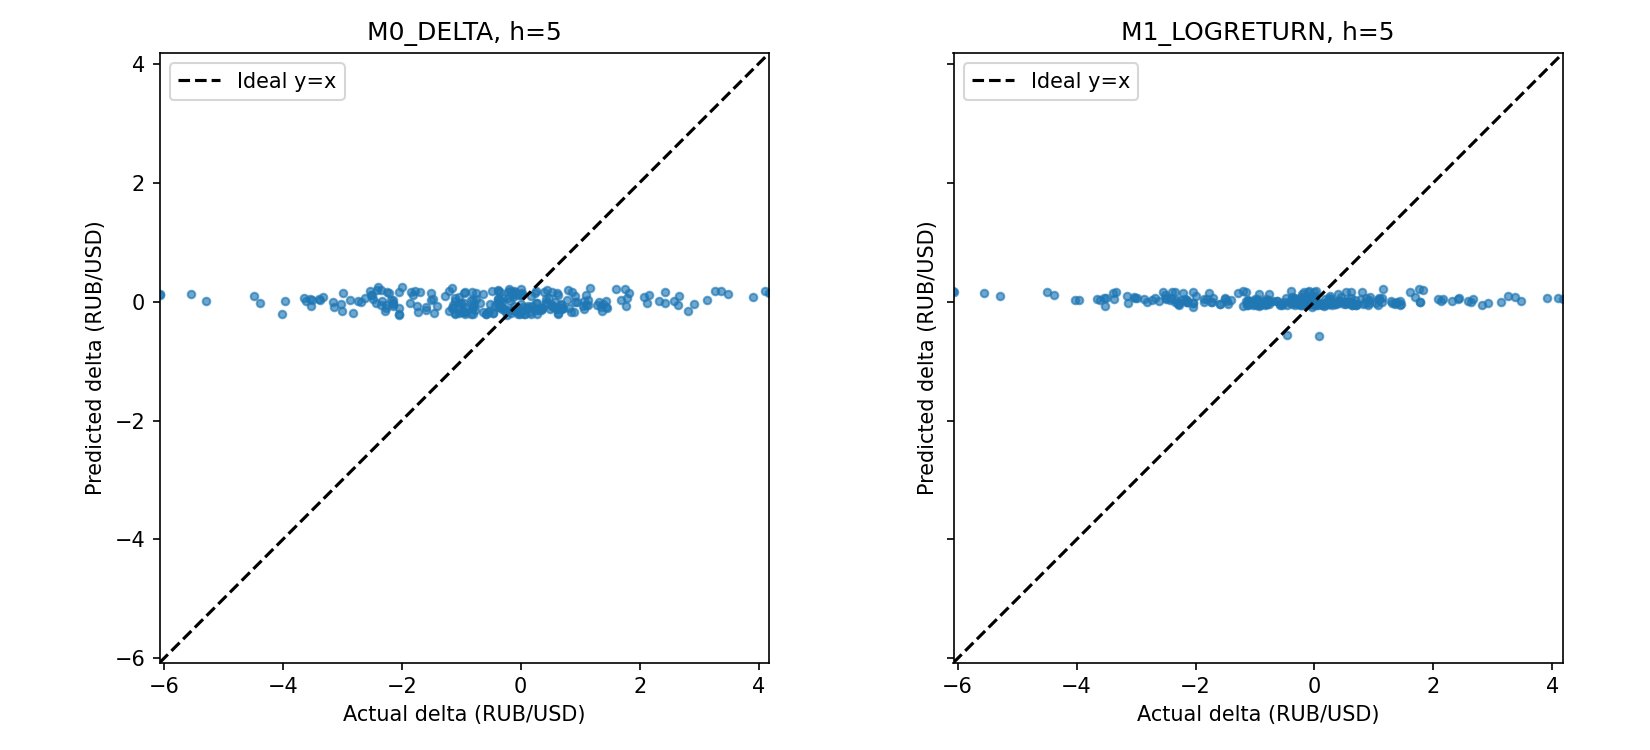 M0_DELTA, h=5
Ideal y=x
4
2
0
−2
−4
−6
Predicted delta (RUB/USD)
−6 −4 −2 0 2 4
Actual delta (RUB/USD)
M1_LOGRETURN, h=5
Ideal y=x
Predicted delta (RUB/USD)
−6 −4 −2 0 2 4
Actual delta (RUB/USD)